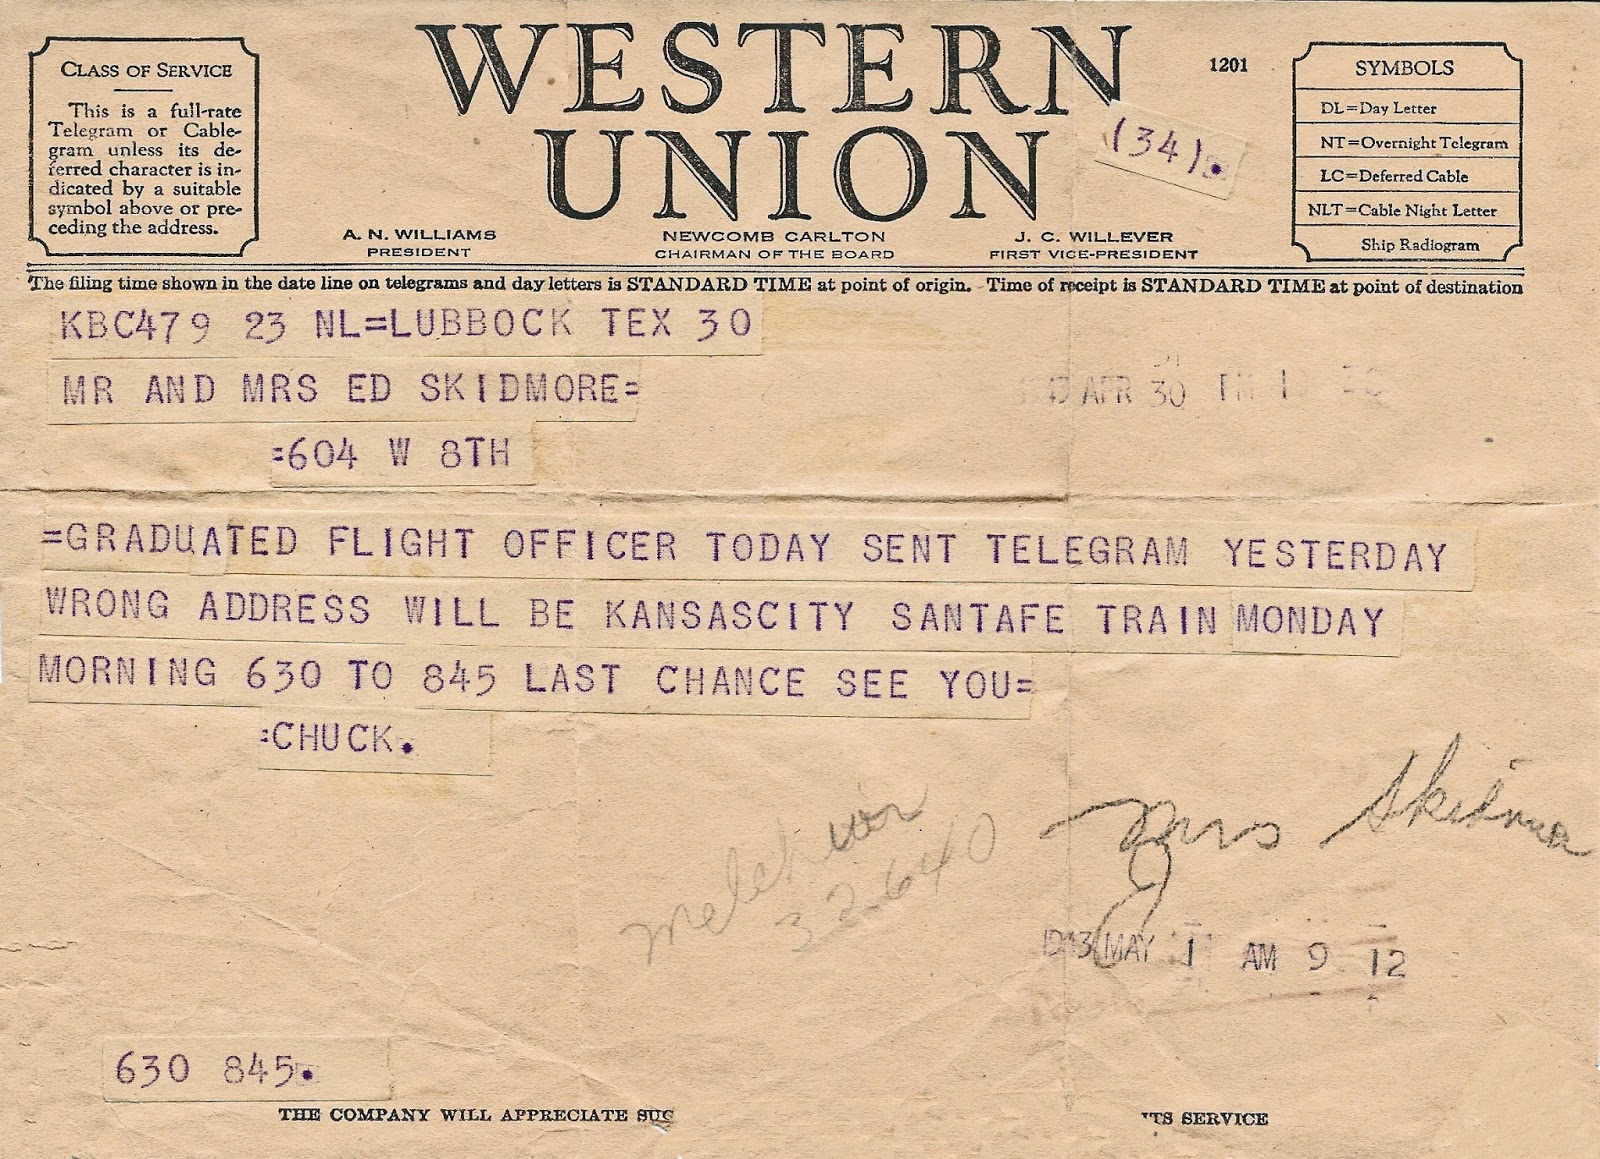 CLASS OF SERVICE
This is a full-rate
Telegram or Cable-
gram unless its de-
ferred character is in-
dicated by a suitable
symbol above or pre-
ceding the address.
WESTERN
UNION
1201
(34).
A. N. WILLIAMS
PRESIDENT
NEWCOMB CARLTON
CHAIRMAN OF THE BOARD
J. C. WILLEVER
FIRST VICE-PRESIDENT
SYMBOLS
DL=Day Letter
NT=Overnight Telegram
LC=Deferred Cable
NLT=Cable Night Letter
Ship Radiogram
The filing time shown in the date line on telegrams and day letters is STANDARD TIME at point of origin. Time of receipt is STANDARD TIME at point of destination
KBC479 23 NL=LUBBOCK TEX 30
MR AND MRS ED SKIDMORE=
APR 30
=604 W 8TH
=GRADUATED FLIGHT OFFICER TODAY SENT TELEGRAM YESTERDAY
WRONG ADDRESS WILL BE KANSASCITY SANTAFE TRAIN MONDAY
MORNING 630 TO 845 LAST CHANCE SEE YOU=
=CHUCK.
Mrs
32640
MAY 1 AM 9 12
630 845.
THE COMPANY WILL APPRECIATE SUG
ITS SERVICE